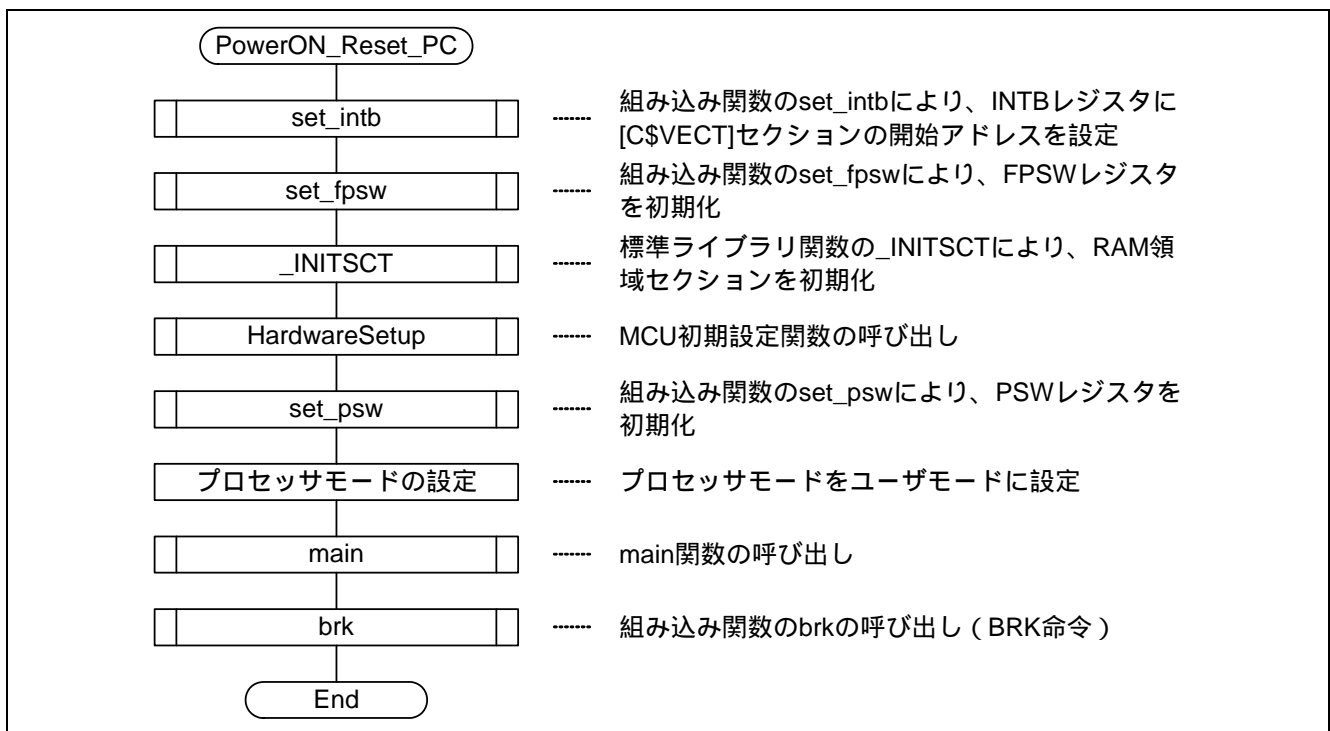 PowerON_Reset_PC
set_intb
組み込み関数のset_intbにより、INTBレジスタに
[C$VECT]セクションの開始アドレスを設定
set_fpsw
組み込み関数のset_fpswにより、FPSWレジスタ
を初期化
_INITSCT
標準ライブラリ関数の_INITSCTにより、RAM領
域セクションを初期化
HardwareSetup
MCU初期設定関数の呼び出し
set_psw
組み込み関数のset_pswにより、PSWレジスタを
初期化
プロセッサモードの設定
プロセッサモードをユーザモードに設定
main
main関数の呼び出し
brk
組み込み関数のbrkの呼び出し（BRK命令）
End